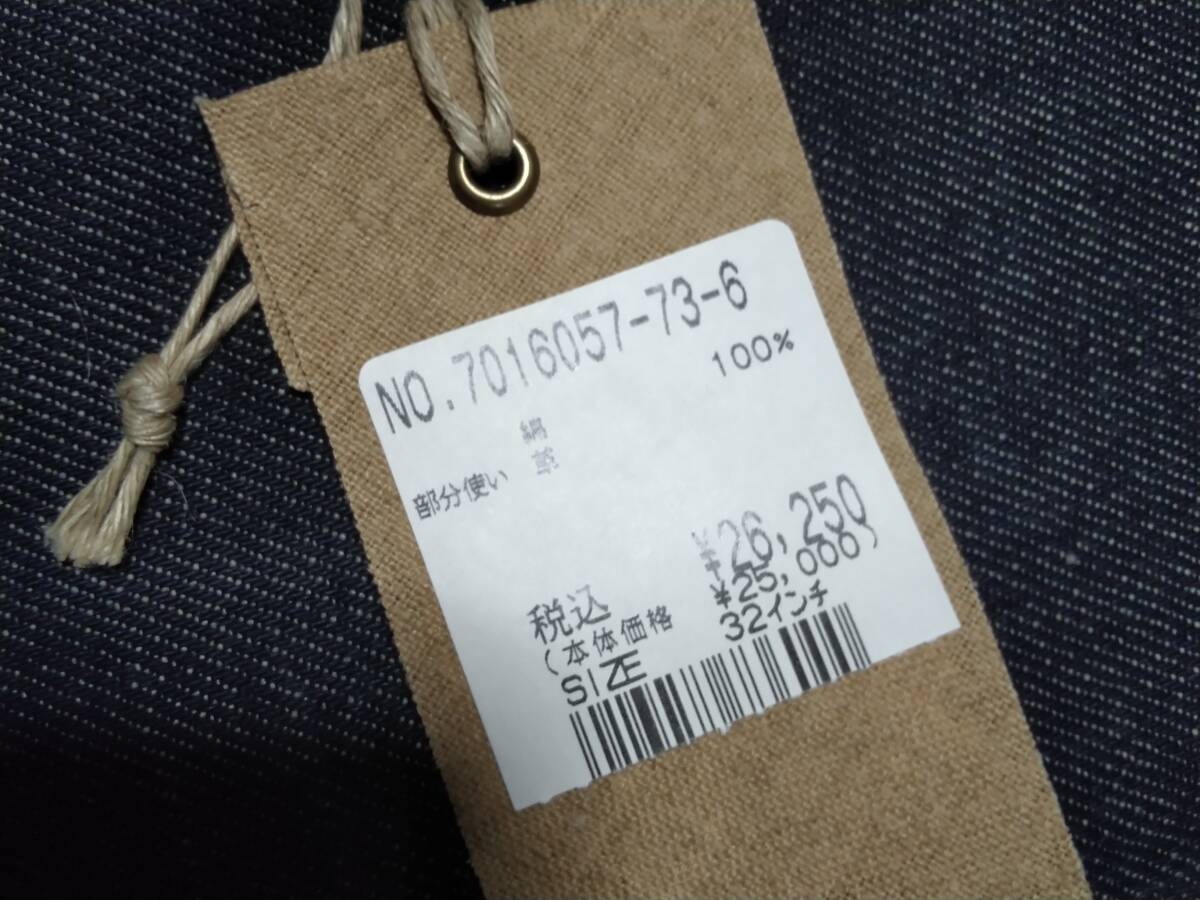 NO.7016057-73-6
綿 100%
部分使い 革
税込 ¥26,250
(本体価格 ¥25,000)
SIZE 32インチ